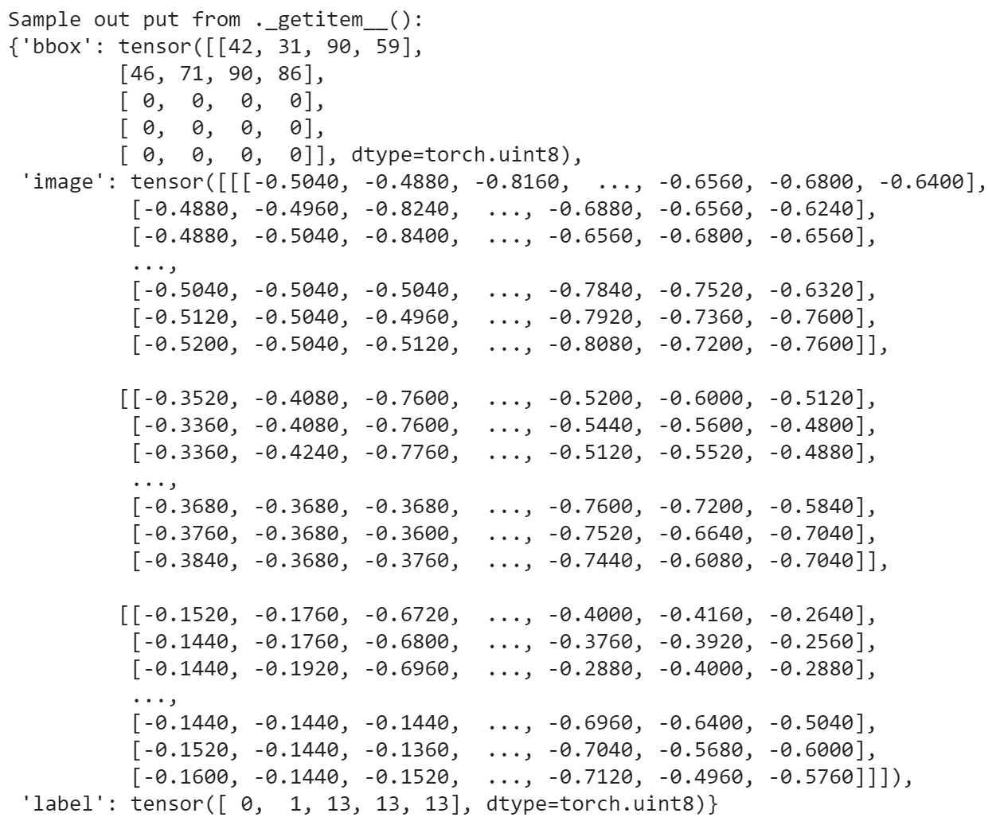 Sample out put from ._getitem__():
{'bbox': tensor([[42, 31, 90, 59],
         [46, 71, 90, 86],
         [ 0,  0,  0,  0],
         [ 0,  0,  0,  0],
         [ 0,  0,  0,  0]], dtype=torch.uint8),
 'image': tensor([[[-0.5040, -0.4880, -0.8160,  ..., -0.6560, -0.6800, -0.6400],
          [-0.4880, -0.4960, -0.8240,  ..., -0.6880, -0.6560, -0.6240],
          [-0.4880, -0.5040, -0.8400,  ..., -0.6560, -0.6800, -0.6560],
          ...,
          [-0.5040, -0.5040, -0.5040,  ..., -0.7840, -0.7520, -0.6320],
          [-0.5120, -0.5040, -0.4960,  ..., -0.7920, -0.7360, -0.7600],
          [-0.5200, -0.5040, -0.5120,  ..., -0.8080, -0.7200, -0.7600]],

         [[-0.3520, -0.4080, -0.7600,  ..., -0.5200, -0.6000, -0.5120],
          [-0.3360, -0.4080, -0.7600,  ..., -0.5440, -0.5600, -0.4800],
          [-0.3360, -0.4240, -0.7760,  ..., -0.5120, -0.5520, -0.4880],
          ...,
          [-0.3680, -0.3680, -0.3680,  ..., -0.7600, -0.7200, -0.5840],
          [-0.3760, -0.3680, -0.3600,  ..., -0.7520, -0.6640, -0.7040],
          [-0.3840, -0.3680, -0.3760,  ..., -0.7440, -0.6080, -0.7040]],

         [[-0.1520, -0.1760, -0.6720,  ..., -0.4000, -0.4160, -0.2640],
          [-0.1440, -0.1760, -0.6800,  ..., -0.3760, -0.3920, -0.2560],
          [-0.1440, -0.1920, -0.6960,  ..., -0.2880, -0.4000, -0.2880],
          ...,
          [-0.1440, -0.1440, -0.1440,  ..., -0.6960, -0.6400, -0.5040],
          [-0.1520, -0.1440, -0.1360,  ..., -0.7040, -0.5680, -0.6000],
          [-0.1600, -0.1440, -0.1520,  ..., -0.7120, -0.4960, -0.5760]]]),
 'label': tensor([ 0,  1, 13, 13, 13], dtype=torch.uint8)}